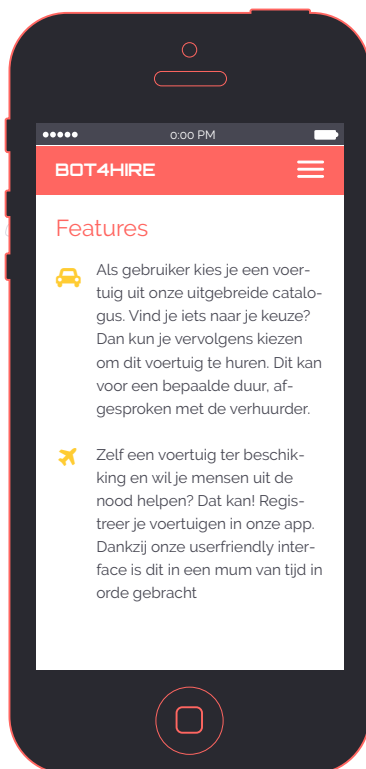 0:00 PM
BOT4HIRE
Features
Als gebruiker kies je een voer-
tuig uit onze uitgebreide catalo-
gus. Vind je iets naar je keuze?
Dan kun je vervolgens kiezen
om dit voertuig te huren. Dit kan
voor een bepaalde duur, af-
gesproken met de verhuurder.
Zelf een voertuig ter beschik-
king en wil je mensen uit de
nood helpen? Dat kan! Regis-
treer je voertuigen in onze app.
Dankzij onze userfriendly inter-
face is dit in een mum van tijd in
orde gebracht